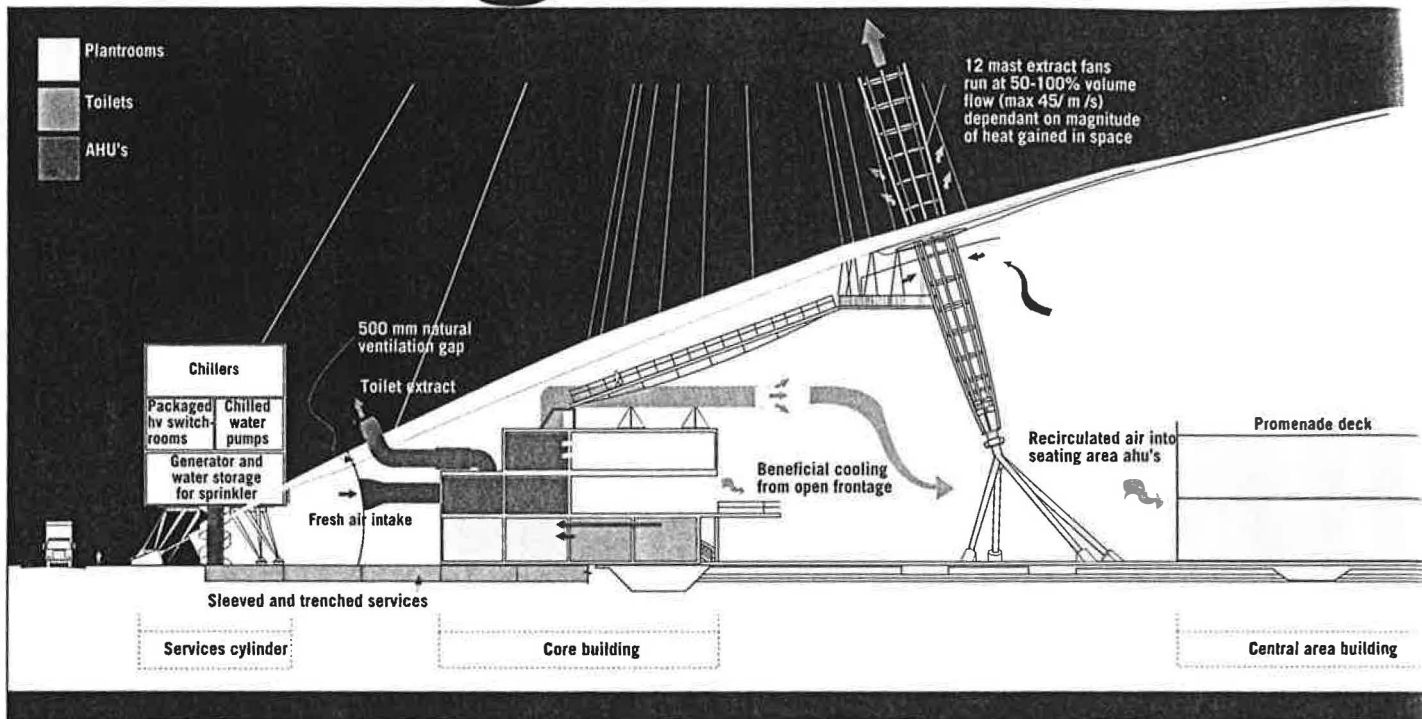 Plantrooms
Toilets
AHU's
12 mast extract fans
run at 50-100% volume
flow (max 45/ m /s)
dependant on magnitude
of heat gained in space
500 mm natural
ventilation gap
Toilet extract
Chillers
Packaged
hv switch-
rooms
Chilled
water
pumps
Generator and
water storage
for sprinkler
Fresh air intake
Beneficial cooling
from open frontage
Recirculated air into
seating area ahu's
Promenade deck
Sleeved and trenched services
Services cylinder
Core building
Central area building